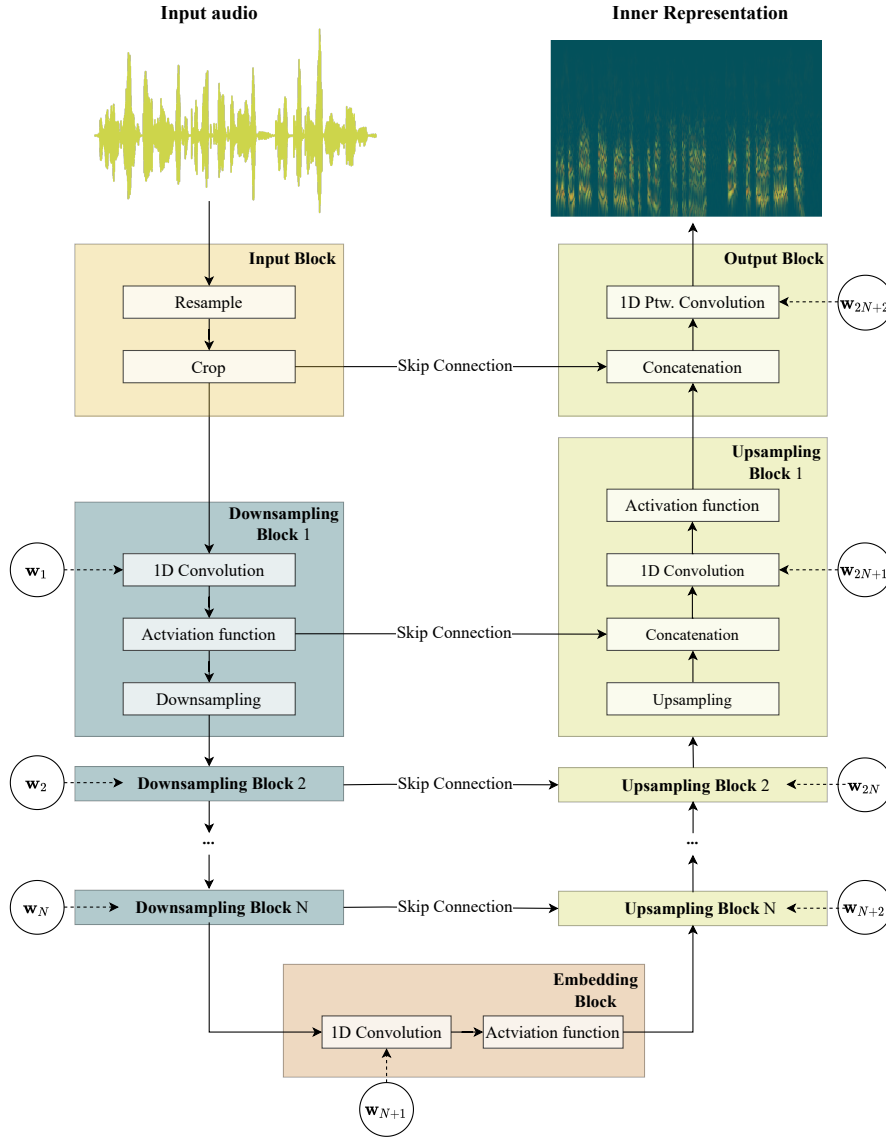 Input audio
Inner Representation
Input Block
Resample
Crop
Skip Connection
Output Block
1D Ptw. Convolution
Concatenation
w2N+2
Downsampling
Block 1
w1
1D Convolution
Actviation function
Downsampling
Skip Connection
Upsampling
Block 1
Activation function
1D Convolution
w2N+1
Concatenation
Upsampling
w2
Downsampling Block 2
Skip Connection
Upsampling Block 2
w2N
...
...
wN
Downsampling Block N
Skip Connection
Upsampling Block N
wN+2
Embedding
Block
1D Convolution
Actviation function
wN+1